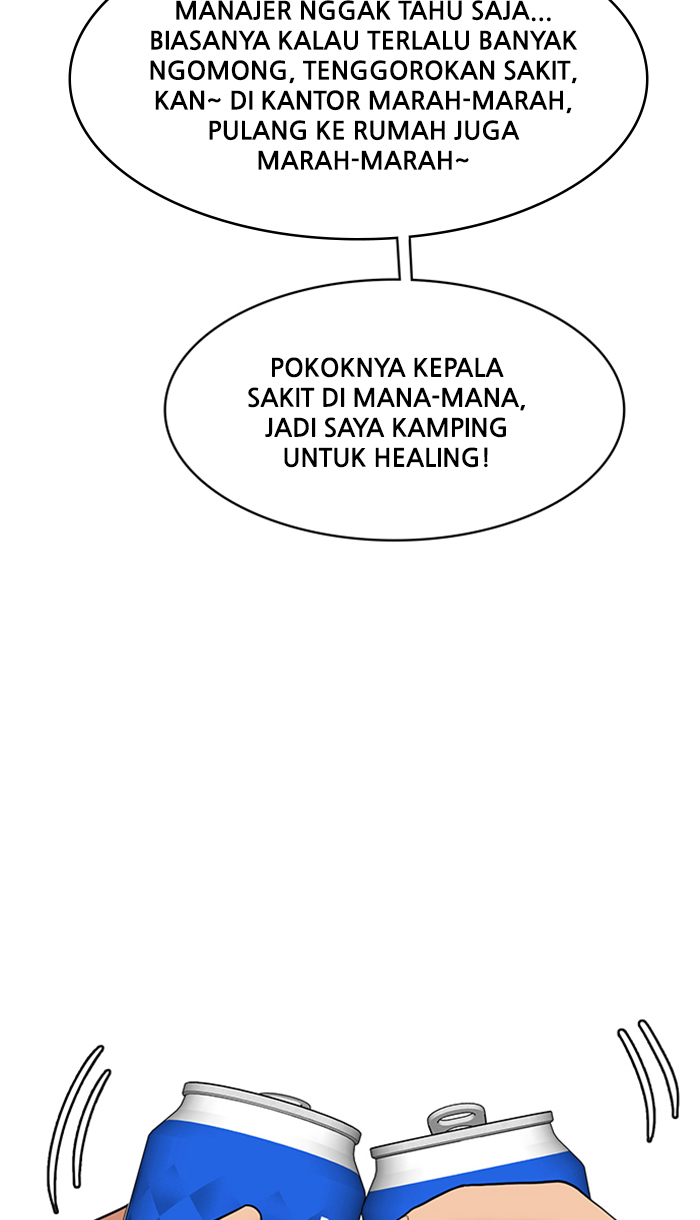 MANAJER NGGAK TAHU SAJA...
BIASANYA KALAU TERLALU BANYAK
NGOMONG, TENGGOROKAN SAKIT,
KAN~ DI KANTOR MARAH-MARAH,
PULANG KE RUMAH JUGA
MARAH-MARAH~
POKOKNYA KEPALA
SAKIT DI MANA-MANA,
JADI SAYA KAMPING
UNTUK HEALING!